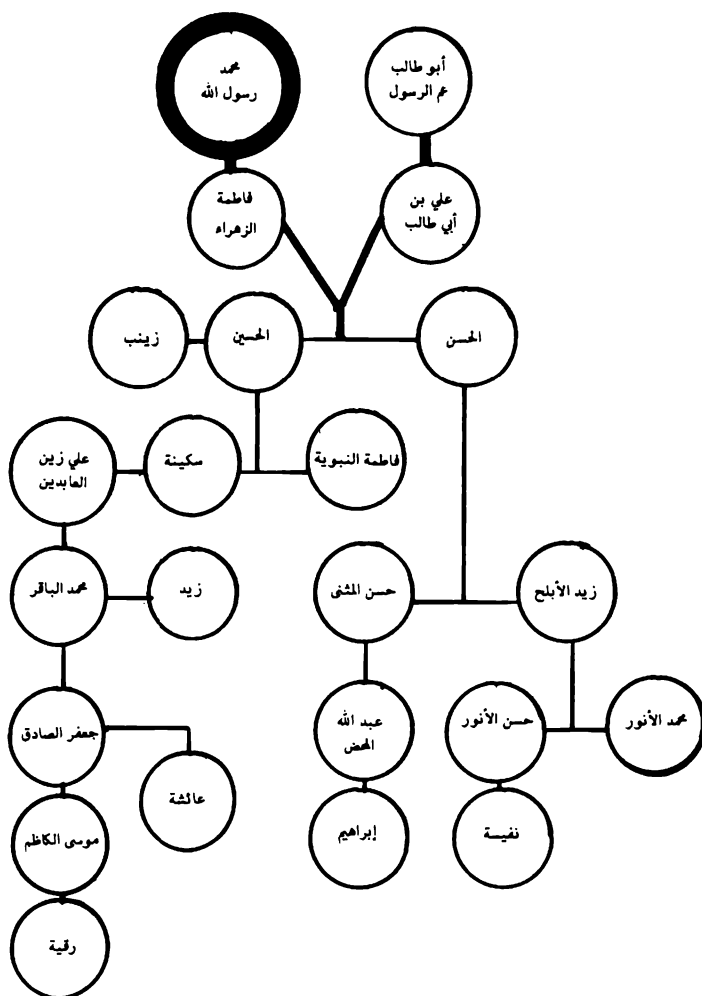 أبو طالب
عم الرسول
محمد
رسول الله
علي بن
أبي طالب
فاطمة
الزهراء
الحسن
الحسين
زينب
فاطمة النبوية
سكينة
علي زين
العابدين
زيد الأبلح
حسن المثنى
زيد
محمد الباقر
محمد الأنور
حسن الأنور
عبد الله
المحض
جعفر الصادق
عائشة
نفيسة
إبراهيم
موسى الكاظم
رقية